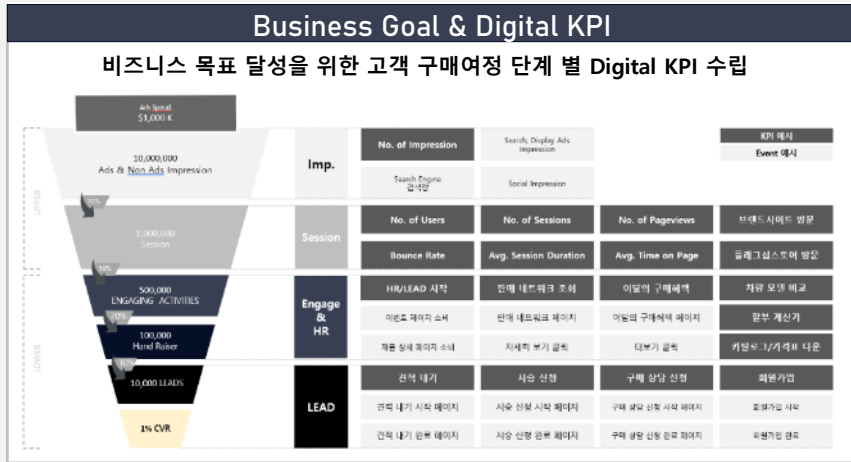 Business Goal & Digital KPI
비즈니스 목표 달성을 위한 고객 구매여정 단계 별 Digital KPI 수립
Ads Spend
$1,000 K
10,000,000
Ads & Non Ads Impression
10%
1,000,000
Session
50%
500,000
ENGAGING ACTIVITIES
20%
100,000
Hand Raiser
10%
10,000 LEADS
1% CVR
UPPER
LOWER
Imp.
No. of Impression
Search, Display Ads
Impression
KPI 예시
Event 예시
Search Engine
검색량
Social Impression
Session
No. of Users
No. of Sessions
No. of Pageviews
브랜드사이트 방문
Bounce Rate
Avg. Session Duration
Avg. Time on Page
플래그십스토어 방문
Engage
&
HR
HR/LEAD 시작
판매 네트워크 조회
이달의 구매혜택
차량 모델 비교
이벤트 페이지 소비
판매 네트워크 페이지
이달의 구매혜택 페이지
할부 계산기
제품 상세 페이지 소비
자세히 보기 클릭
더보기 클릭
카탈로그/가격표 다운
LEAD
견적 내기
시승 신청
구매 상담 신청
회원가입
견적 내기 시작 페이지
시승 신청 시작 페이지
구매 상담 신청 시작 페이지
회원가입 시작
견적 내기 완료 페이지
시승 신청 완료 페이지
구매 상담 신청 완료 페이지
회원가입 완료